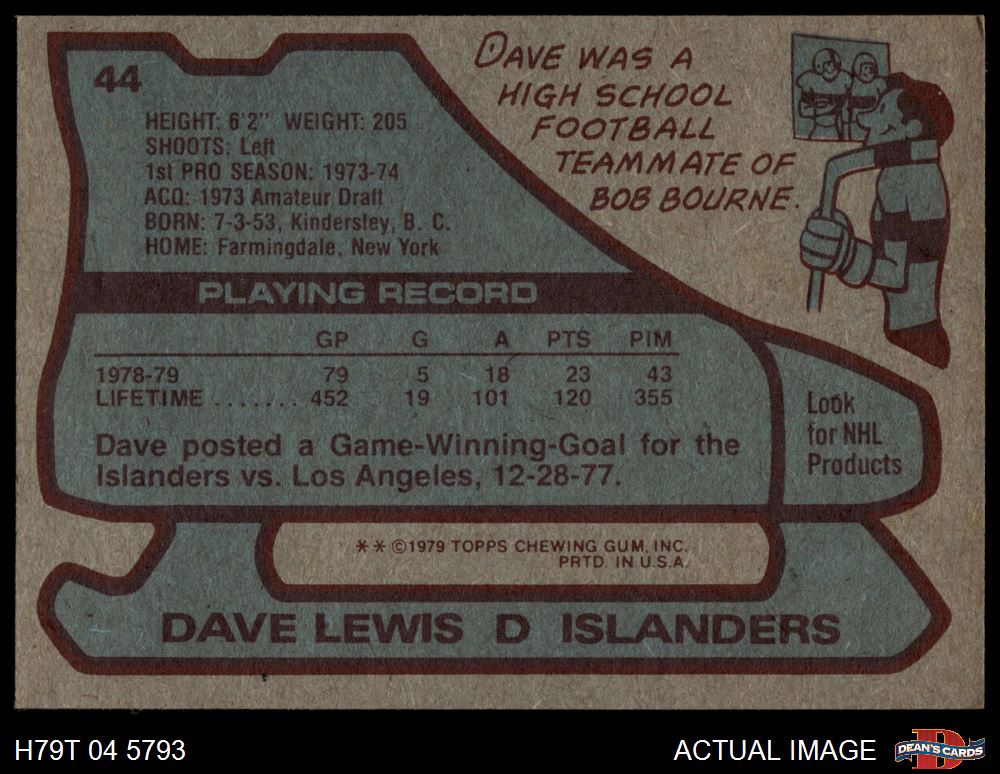 44
HEIGHT: 6'2" WEIGHT: 205
SHOOTS: Left
1st PRO SEASON: 1973-74
ACQ: 1973 Amateur Draft
BORN: 7-3-53, Kindersley, B. C.
HOME: Farmingdale, New York
DAVE WAS A
HIGH SCHOOL
FOOTBALL
TEAMMATE OF
BOB BOURNE.
PLAYING RECORD
GP G A PTS PIM
1978-79 79 5 18 23 43
LIFETIME ....... 452 19 101 120 355
Dave posted a Game-Winning-Goal for the
Islanders vs. Los Angeles, 12-28-77.
Look
for NHL
Products
**©1979 TOPPS CHEWING GUM, INC.
PRTD. IN U.S.A.
DAVE LEWIS D ISLANDERS
H79T 04 5793
ACTUAL IMAGE
D
DEAN'S CARDS